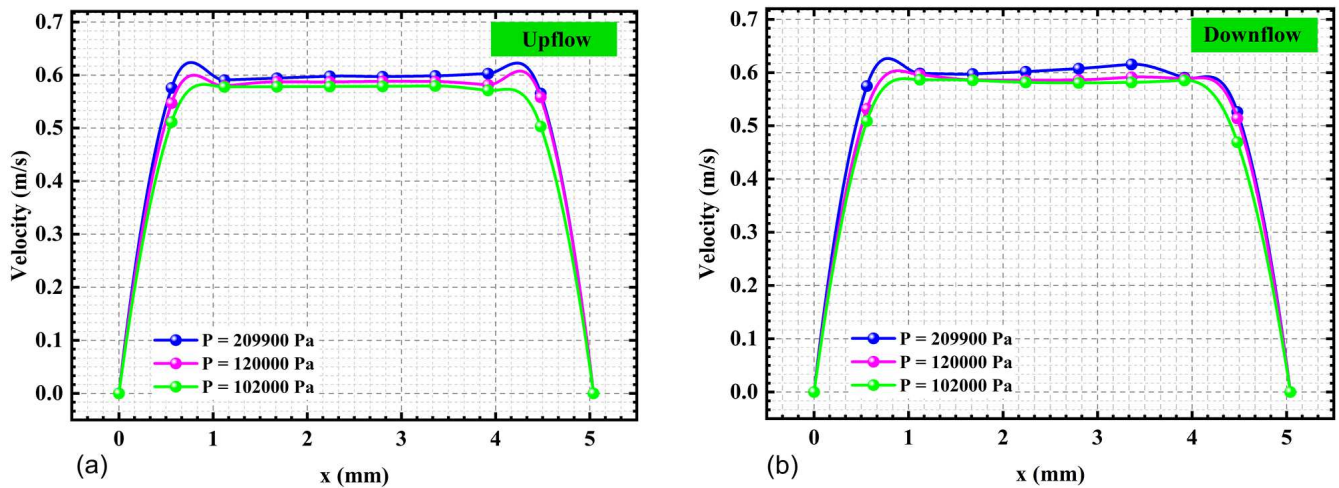 0.7
0.6
0.5
0.4
0.3
0.2
0.1
0.0
Velocity (m/s)
Upflow
P = 209900 Pa
P = 120000 Pa
P = 102000 Pa
0 1 2 3 4 5
x (mm)
(a)
0.7
0.6
0.5
0.4
0.3
0.2
0.1
0.0
Velocity (m/s)
Downflow
P = 209900 Pa
P = 120000 Pa
P = 102000 Pa
0 1 2 3 4 5
x (mm)
(b)